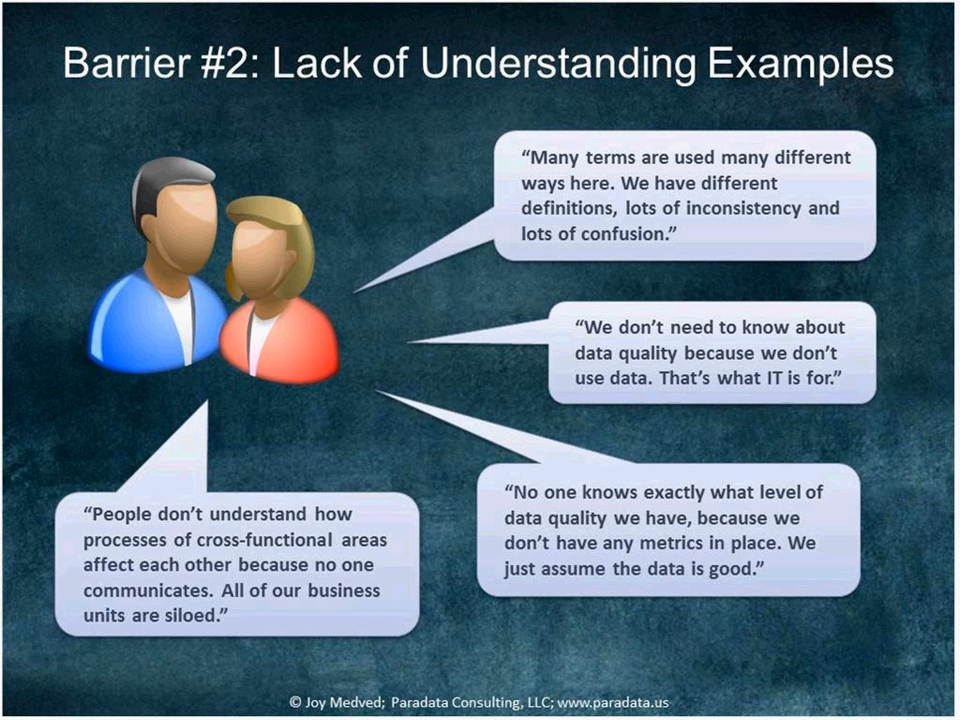 Barrier #2: Lack of Understanding Examples
“Many terms are used many different
ways here. We have different
definitions, lots of inconsistency and
lots of confusion.”
“We don’t need to know about
data quality because we don’t
use data. That’s what IT is for.”
“No one knows exactly what level of
data quality we have, because we
don’t have any metrics in place. We
just assume the data is good.”
“People don’t understand how
processes of cross-functional areas
affect each other because no one
communicates. All of our business
units are siloed.”
© Joy Medved; Paradata Consulting, LLC; www.paradata.us